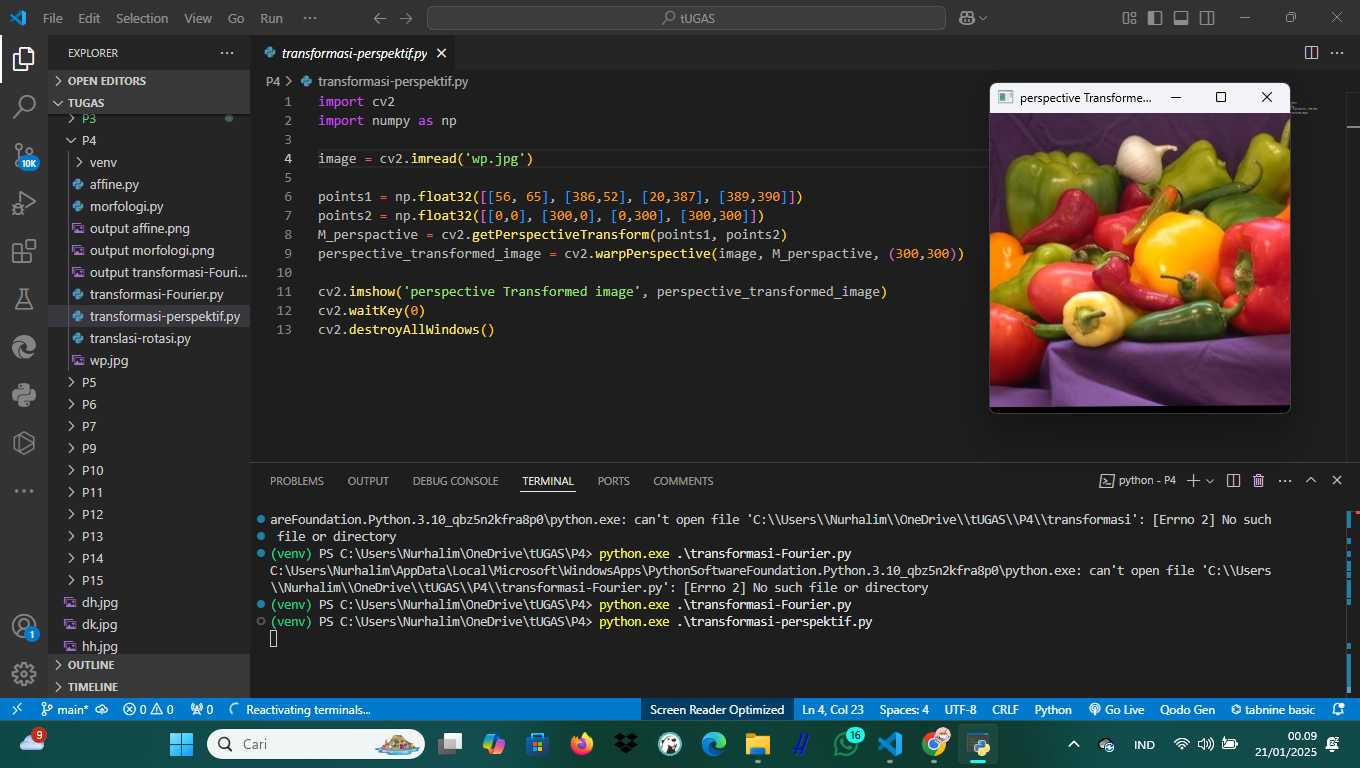 File Edit Selection View Go Run ··· tUGAS
EXPLORER ···
OPEN EDITORS
TUGAS
P3
P4
venv
affine.py
morfologi.py
output affine.png
output morfologi.png
output transformasi-Fouri...
transformasi-Fourier.py
transformasi-perspektif.py
translasi-rotasi.py
wp.jpg
P5
P6
P7
P9
P10
P11
P12
P13
P14
P15
dh.jpg
dk.jpg
hh.jpg
OUTLINE
TIMELINE
10K
1
transformasi-perspektif.py
P4 > transformasi-perspektif.py
1 import cv2
2 import numpy as np
3
4 image = cv2.imread('wp.jpg')
5
6 points1 = np.float32([[56, 65], [386,52], [20,387], [389,390]])
7 points2 = np.float32([[0,0], [300,0], [0,300], [300,300]])
8 M_perspactive = cv2.getPerspectiveTransform(points1, points2)
9 perspective_transformed_image = cv2.warpPerspective(image, M_perspactive, (300,300))
10
11 cv2.imshow('perspective Transformed image', perspective_transformed_image)
12 cv2.waitKey(0)
13 cv2.destroyAllWindows()
perspective Transforme...
PROBLEMS OUTPUT DEBUG CONSOLE TERMINAL PORTS COMMENTS python - P4
areFoundation.Python.3.10_qbz5n2kfra8p0\python.exe: can't open file 'C:\\Users\\Nurhalim\\OneDrive\\tUGAS\\P4\\transformasi': [Errno 2] No such
file or directory
(venv) PS C:\Users\Nurhalim\OneDrive\tUGAS\P4> python.exe .\transformasi-Fourier.py
C:\Users\Nurhalim\AppData\Local\Microsoft\WindowsApps\PythonSoftwareFoundation.Python.3.10_qbz5n2kfra8p0\python.exe: can't open file 'C:\\Users
\\Nurhalim\\OneDrive\\tUGAS\\P4\\transformasi-Fourier.py': [Errno 2] No such file or directory
(venv) PS C:\Users\Nurhalim\OneDrive\tUGAS\P4> python.exe .\transformasi-Fourier.py
(venv) PS C:\Users\Nurhalim\OneDrive\tUGAS\P4> python.exe .\transformasi-perspektif.py
main* 0 0 0 Reactivating terminals... Screen Reader Optimized Ln 4, Col 23 Spaces: 4 UTF-8 CRLF Python Go Live Qodo Gen tabnine basic
9 Cari 16 IND 00.09
21/01/2025